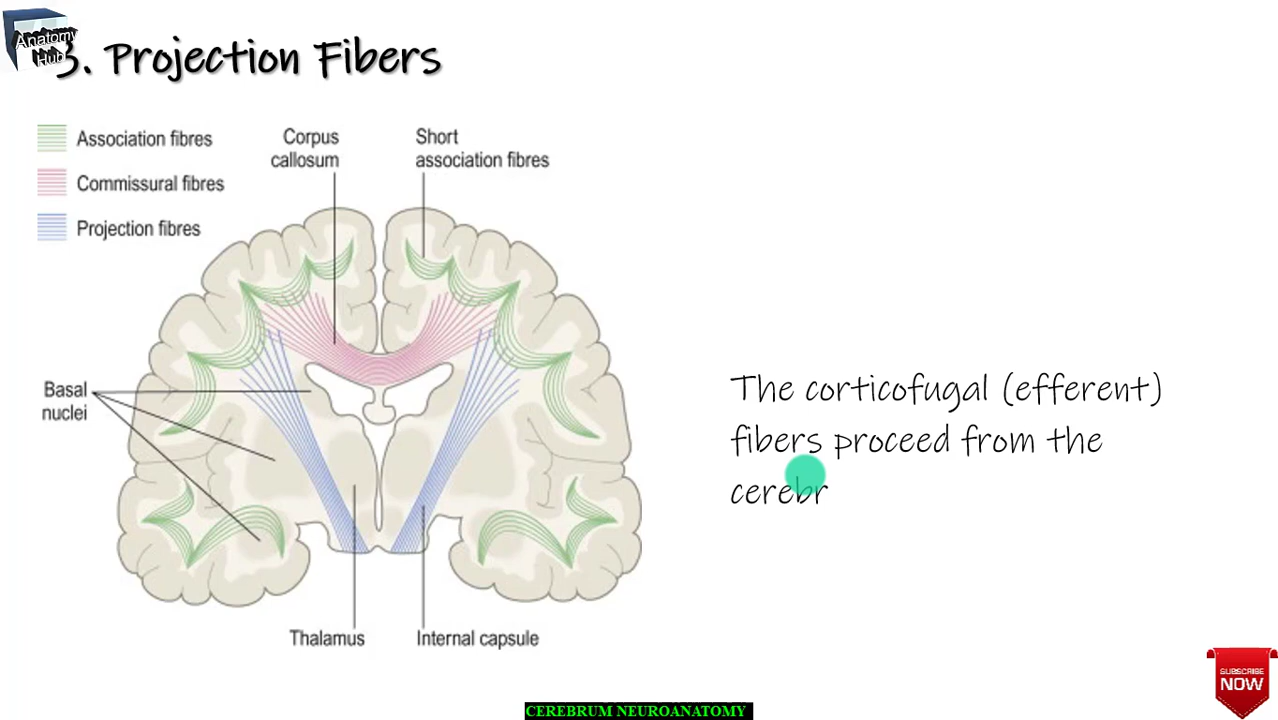 Anatomy
Hub
3. Projection Fibers
Association fibres
Commissural fibres
Projection fibres
Corpus
callosum
Short
association fibres
Basal
nuclei
Thalamus
Internal capsule
The corticofugal (efferent)
fibers proceed from the
cerebr
SUBSCRIBE
NOW
CEREBRUM NEUROANATOMY